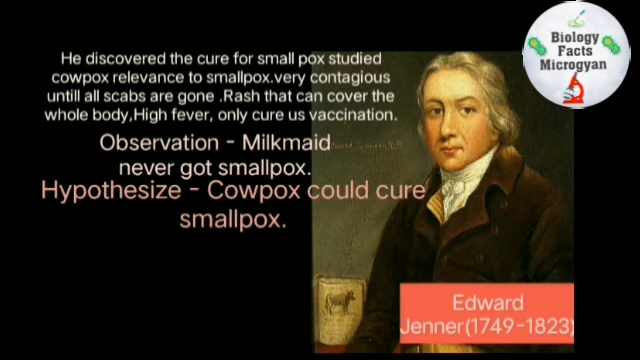 Biology
Facts
Microgyan
He discovered the cure for small pox studied
cowpox relevance to smallpox.very contagious
untill all scabs are gone .Rash that can cover the
whole body,High fever, only cure us vaccination.
Observation - Milkmaid
never got smallpox.
Hypothesize - Cowpox could cure
smallpox.
Edward
Jenner(1749-1823)